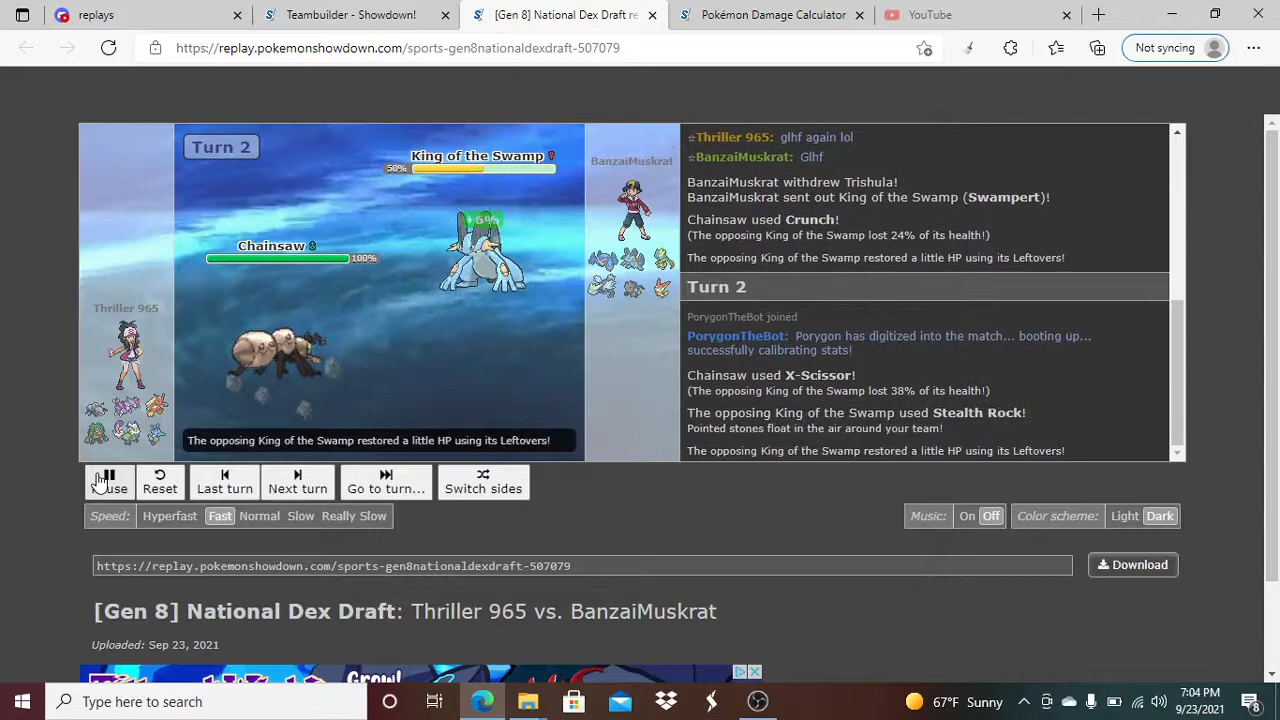 replays
Teambuilder - Showdown!
[Gen 8] National Dex Draft re
Pokémon Damage Calculator
YouTube
https://replay.pokemonshowdown.com/sports-gen8nationaldexdraft-507079
Not syncing
Turn 2
King of the Swamp
50%
+6%
Chainsaw
100%
Thriller 965
BanzaiMuskrat
The opposing King of the Swamp restored a little HP using its Leftovers!
☆Thriller 965: glhf again lol
☆BanzaiMuskrat: Glhf
BanzaiMuskrat withdrew Trishula!
BanzaiMuskrat sent out King of the Swamp (Swampert)!
Chainsaw used Crunch!
(The opposing King of the Swamp lost 24% of its health!)
The opposing King of the Swamp restored a little HP using its Leftovers!
Turn 2
PorygonTheBot joined
PorygonTheBot: Porygon has digitized into the match... booting up...
successfully calibrating stats!
Chainsaw used X-Scissor!
(The opposing King of the Swamp lost 38% of its health!)
The opposing King of the Swamp used Stealth Rock!
Pointed stones float in the air around your team!
The opposing King of the Swamp restored a little HP using its Leftovers!
Reset
Last turn
Next turn
Go to turn...
Switch sides
Speed: Hyperfast Fast Normal Slow Really Slow
Music: On Off
Color scheme: Light Dark
https://replay.pokemonshowdown.com/sports-gen8nationaldexdraft-507079
Download
[Gen 8] National Dex Draft: Thriller 965 vs. BanzaiMuskrat
Uploaded: Sep 23, 2021
Type here to search
67°F Sunny
7:04 PM
9/23/2021
8